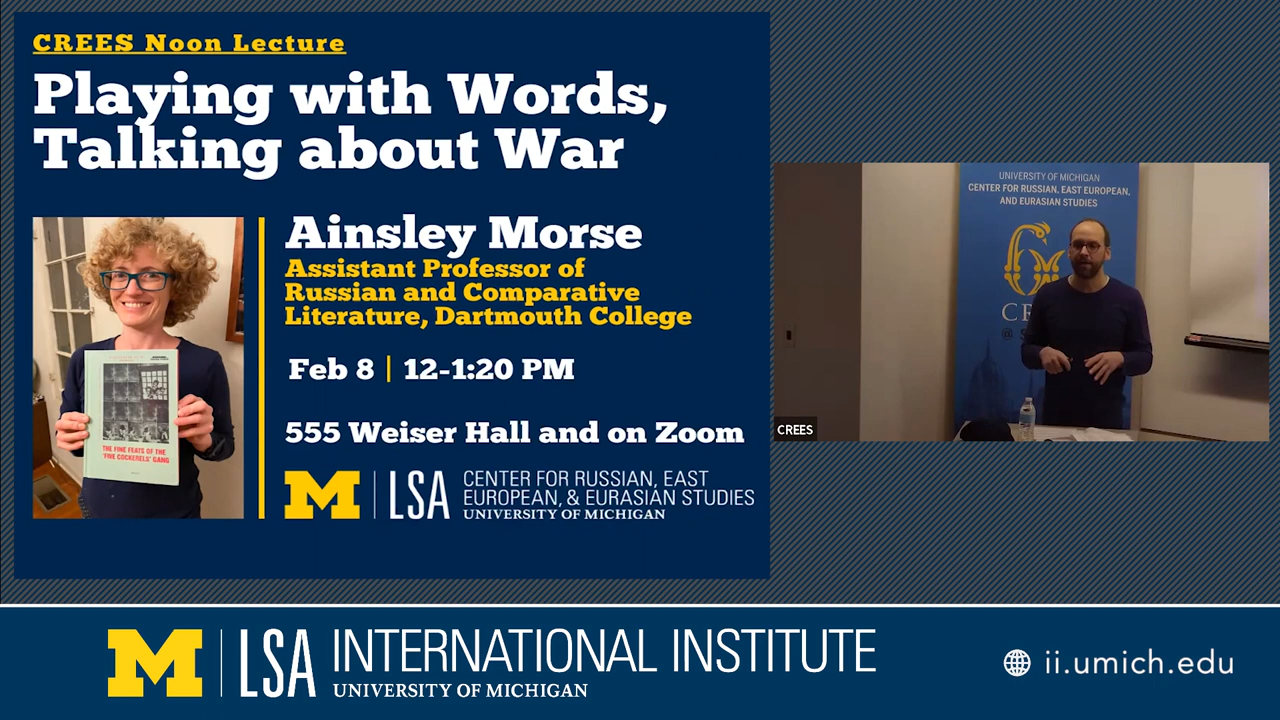 CREES Noon Lecture
Playing with Words,
Talking about War
Ainsley Morse
Assistant Professor of
Russian and Comparative
Literature, Dartmouth College
Feb 8 | 12-1:20 PM
555 Weiser Hall and on Zoom
M | LSA CENTER FOR RUSSIAN, EAST
EUROPEAN, & EURASIAN STUDIES
UNIVERSITY OF MICHIGAN
THE FINE FEATS OF THE
'FIVE COCKERELS' GANG
UNIVERSITY OF MICHIGAN
CENTER FOR RUSSIAN, EAST EUROPEAN,
AND EURASIAN STUDIES
CREES
M | LSA INTERNATIONAL INSTITUTE
UNIVERSITY OF MICHIGAN
ii.umich.edu